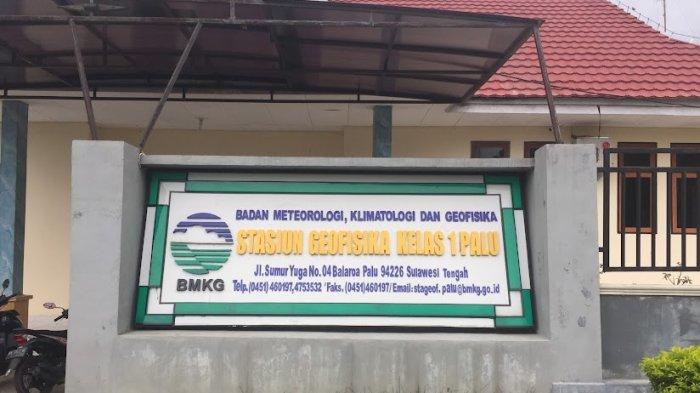 BADAN METEOROLOGI, KLIMATOLOGI DAN GEOFISIKA
STASIUN GEOFISIKA KELAS 1 PALU
Jl. Sumur Yuga No. 04 Balaroa Palu 94226 Sulawesi Tengah
Telp. (0451) 460197, 4753532 'Faks. (0451)460197/Email: stageof. palu@bmkg.go.id
BMKG